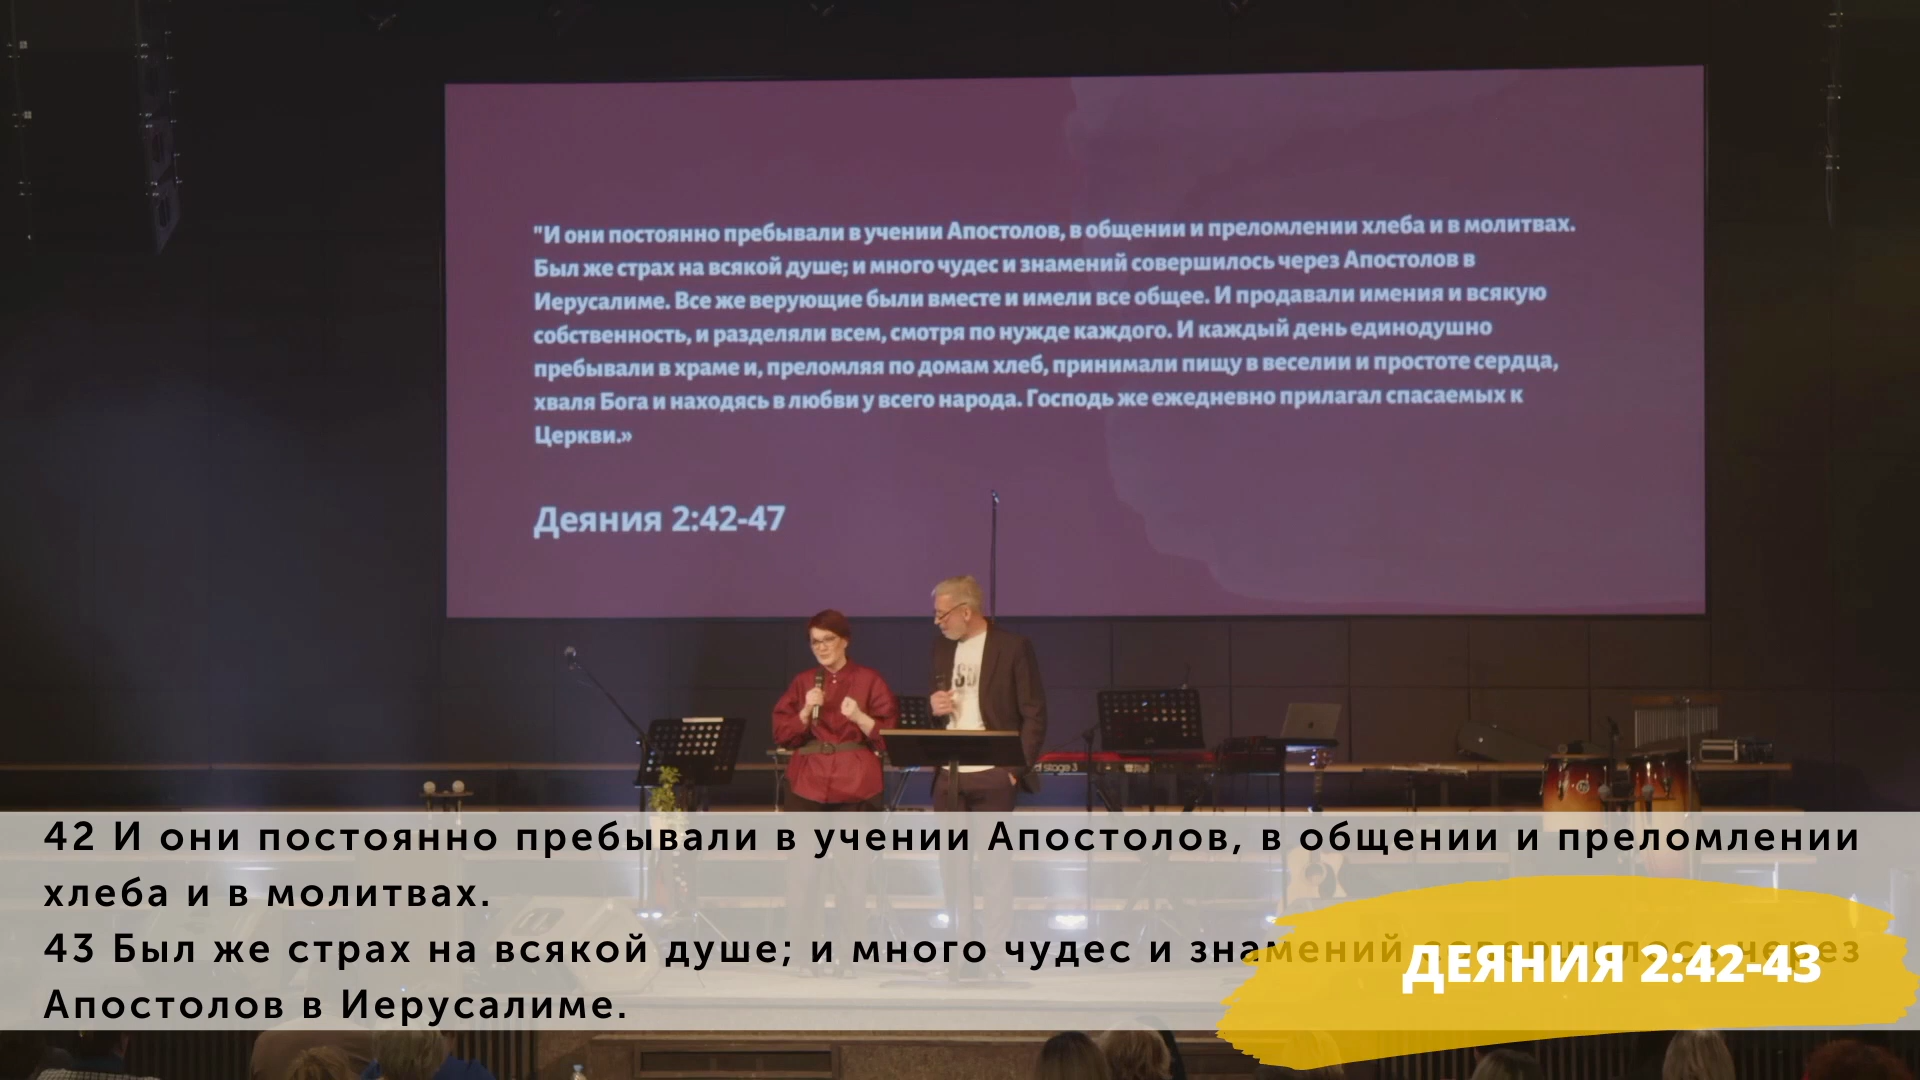 "И они постоянно пребывали в учении Апостолов, в общении и преломлении хлеба и в молитвах.
Был же страх на всякой душе; и много чудес и знамений совершилось через Апостолов в
Иерусалиме. Все же верующие были вместе и имели все общее. И продавали имения и всякую
собственность, и разделяли всем, смотря по нужде каждого. И каждый день единодушно
пребывали в храме и, преломляя по домам хлеб, принимали пищу в веселии и простоте сердца,
хваля Бога и находясь в любви у всего народа. Господь же ежедневно прилагал спасаемых к
Церкви.»
Деяния 2:42-47
stage 3
42 И они постоянно пребывали в учении Апостолов, в общении и преломлении
хлеба и в молитвах.
43 Был же страх на всякой душе; и много чудес и знамений совершилось через
Апостолов в Иерусалиме.
ДЕЯНИЯ 2:42-43